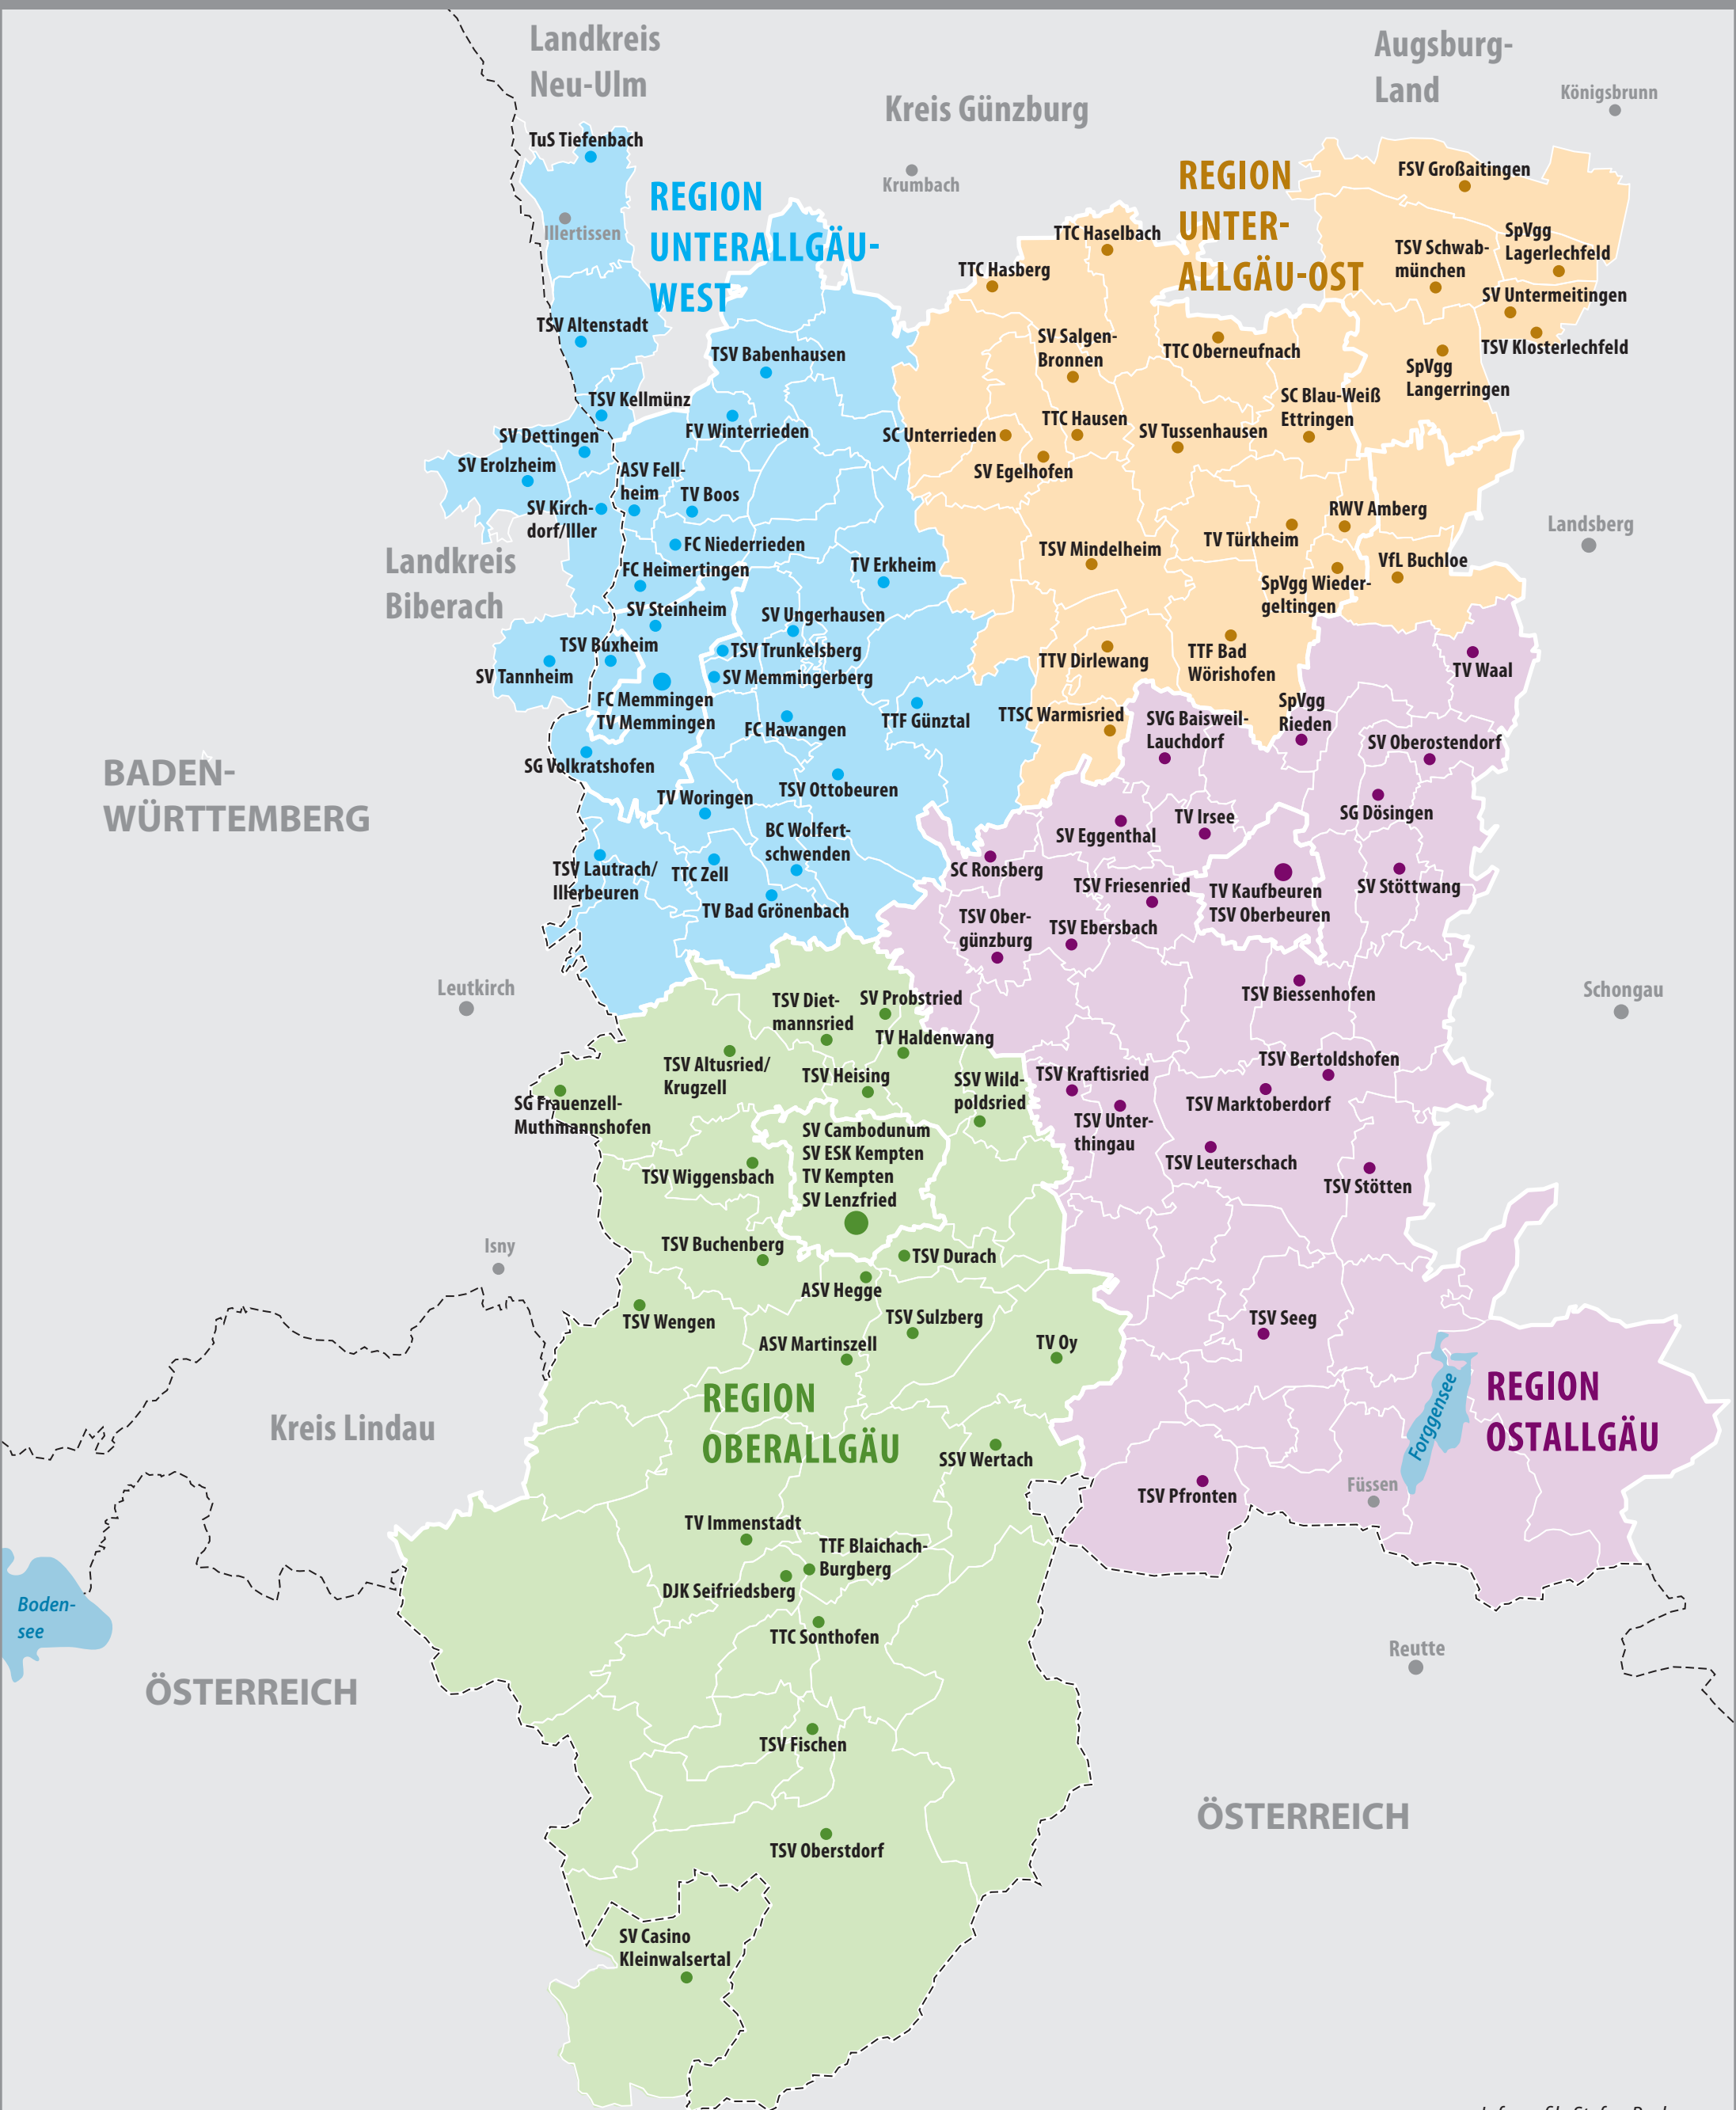 Landkreis
Neu-Ulm
Augsburg-
Land
Königsbrunn
Kreis Günzburg
Krumbach
TuS Tiefenbach
Illertissen
REGION
UNTERALLGÄU-
WEST
REGION
UNTER-
ALLGÄU-OST
FSV Großaitingen
TTC Haselbach
TTC Hasberg
TSV Schwab-
münchen
SpVgg
Lagerlechfeld
SV Untermeitingen
TSV Klosterlechfeld
SpVgg
Langerringen
TSV Altenstadt
TSV Babenhausen
SV Salgen-
Bronnen
TTC Oberneufnach
SC Blau-Weiß
Ettringen
TSV Kellmünz
FV Winterrieden
SC Unterrieden
TTC Hausen
SV Tussenhausen
SV Egelhofen
SV Dettingen
SV Erolzheim
ASV Fell-
heim
TV Boos
SV Kirch-
dorf/Iller
FC Niederrieden
RWV Amberg
TV Türkheim
Landsberg
TSV Mindelheim
VfL Buchloe
SpVgg Wieder-
geltingen
Landkreis
Biberach
FC Heimertingen
TV Erkheim
SV Steinheim
SV Ungerhausen
TSV Buxheim
TSV Trunkelsberg
SV Tannheim
SV Memmingerberg
FC Memmingen
TV Memmingen
FC Hawangen
TTF Günztal
TTV Dirlewang
TTF Bad
Wörishofen
TV Waal
TTSC Warmisried
SVG Baisweil-
Lauchdorf
SpVgg
Rieden
SV Oberostendorf
BADEN-
WÜRTTEMBERG
SG Volkratshofen
TV Woringen
TSV Ottobeuren
SG Dösingen
SV Eggenthal
TV Irsee
BC Wolfert-
schwenden
TSV Lautrach/
Illerbeuren
TTC Zell
TV Bad Grönenbach
SC Ronsberg
TSV Friesenried
TV Kaufbeuren
TSV Oberbeuren
SV Stöttwang
TSV Ober-
günzburg
TSV Ebersbach
Leutkirch
TSV Biessenhofen
Schongau
TSV Diet-
mannsried
SV Probstried
TV Haldenwang
TSV Altusried/
Krugzell
TSV Heising
SSV Wild-
poldsried
TSV Kraftisried
TSV Bertoldshofen
TSV Marktoberdorf
TSV Unter-
thingau
SG Frauenzell-
Muthmannshofen
SV Cambodunum
SV ESK Kempten
TV Kempten
SV Lenzfried
TSV Wiggensbach
TSV Leuterschach
TSV Stötten
Isny
TSV Buchenberg
TSV Durach
ASV Hegge
TSV Wengen
TSV Sulzberg
ASV Martinszell
TV Oy
TSV Seeg
REGION
OBERALLGÄU
Forggensee
REGION
OSTALLGÄU
Kreis Lindau
SSV Wertach
TSV Pfronten
Füssen
TV Immenstadt
TTF Blaichach-
Burgberg
DJK Seifriedsberg
TTC Sonthofen
Boden-
see
ÖSTERREICH
Reutte
TSV Fischen
ÖSTERREICH
TSV Oberstdorf
SV Casino
Kleinwalsertal